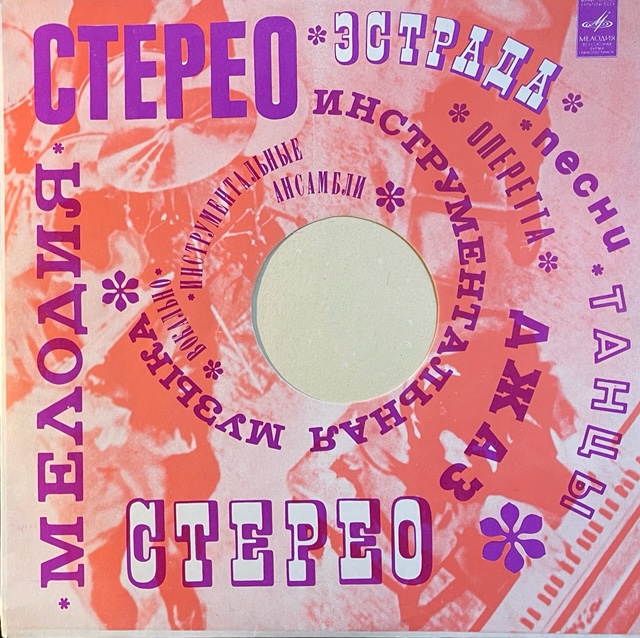 СТЕРЕО
* ЭСТРАДА *
МЕЛОДИЯ
* песни
* ТАНЦЫ
* ОПЕРЕТТА *
ДЖАЗ
ИНСТРУМЕНТАЛЬНАЯ МУЗЫКА
* ВОКАЛЬНО *
* ИНСТРУМЕНТАЛЬНЫЕ
АНСАМБЛИ *
* МЕЛОДИЯ *
СТЕРЕО